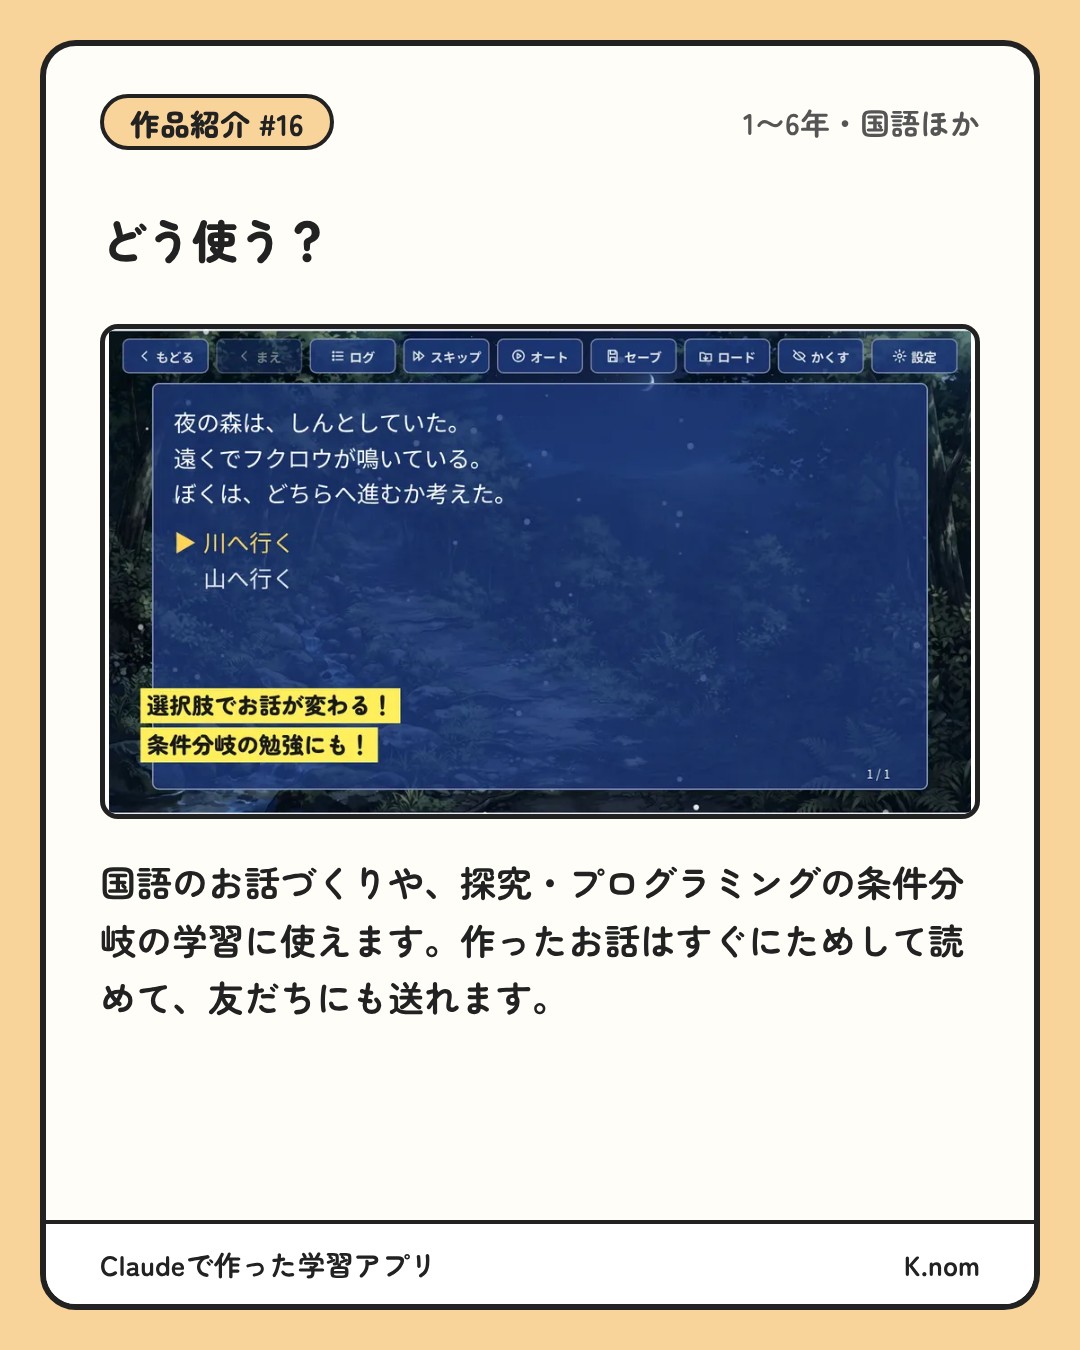 作品紹介 #16
1〜6年・国語ほか
どう使う？
もどる
まえ
ログ
スキップ
オート
セーブ
ロード
かくす
設定
夜の森は、しんとしていた。
遠くでフクロウが鳴いている。
ぼくは、どちらへ進むか考えた。
▶ 川へ行く
山へ行く
選択肢でお話が変わる！
条件分岐の勉強にも！
1 / 1
国語のお話づくりや、探究・プログラミングの条件分
岐の学習に使えます。作ったお話はすぐにためして読
めて、友だちにも送れます。
Claudeで作った学習アプリ
K.nom